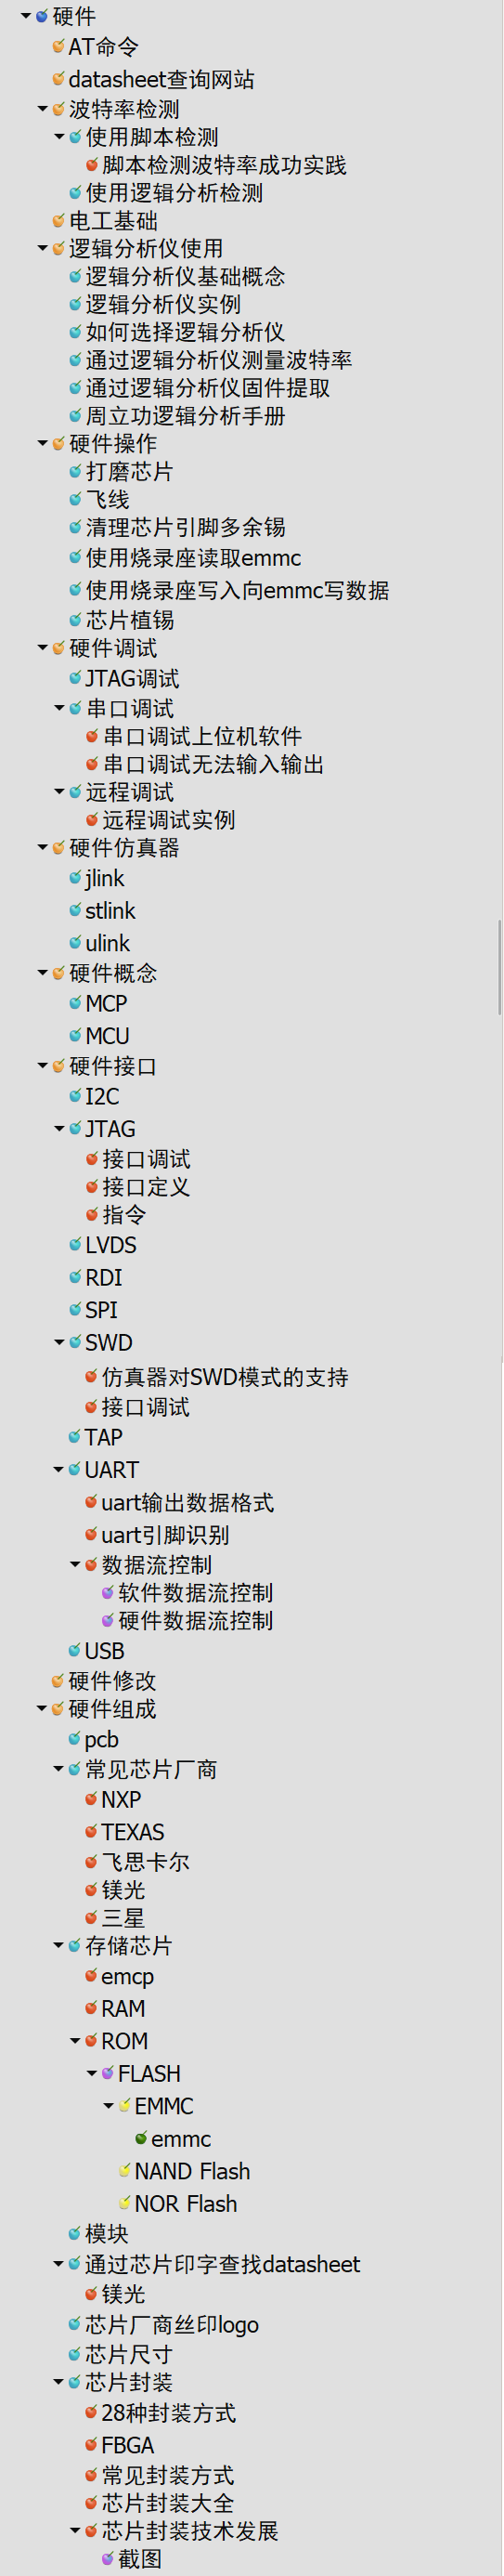 硬件
AT命令
datasheet查询网站
波特率检测
使用脚本检测
脚本检测波特率成功实践
使用逻辑分析检测
电工基础
逻辑分析仪使用
逻辑分析仪基础概念
逻辑分析仪实例
如何选择逻辑分析仪
通过逻辑分析仪测量波特率
通过逻辑分析仪固件提取
周立功逻辑分析手册
硬件操作
打磨芯片
飞线
清理芯片引脚多余锡
使用烧录座读取emmc
使用烧录座写入向emmc写数据
芯片植锡
硬件调试
JTAG调试
串口调试
串口调试上位机软件
串口调试无法输入输出
远程调试
远程调试实例
硬件仿真器
jlink
stlink
ulink
硬件概念
MCP
MCU
硬件接口
I2C
JTAG
接口调试
接口定义
指令
LVDS
RDI
SPI
SWD
仿真器对SWD模式的支持
接口调试
TAP
UART
uart输出数据格式
uart引脚识别
数据流控制
软件数据流控制
硬件数据流控制
USB
硬件修改
硬件组成
pcb
常见芯片厂商
NXP
TEXAS
飞思卡尔
镁光
三星
存储芯片
emcp
RAM
ROM
FLASH
EMMC
emmc
NAND Flash
NOR Flash
模块
通过芯片印字查找datasheet
镁光
芯片厂商丝印logo
芯片尺寸
芯片封装
28种封装方式
FBGA
常见封装方式
芯片封装大全
芯片封装技术发展
截图